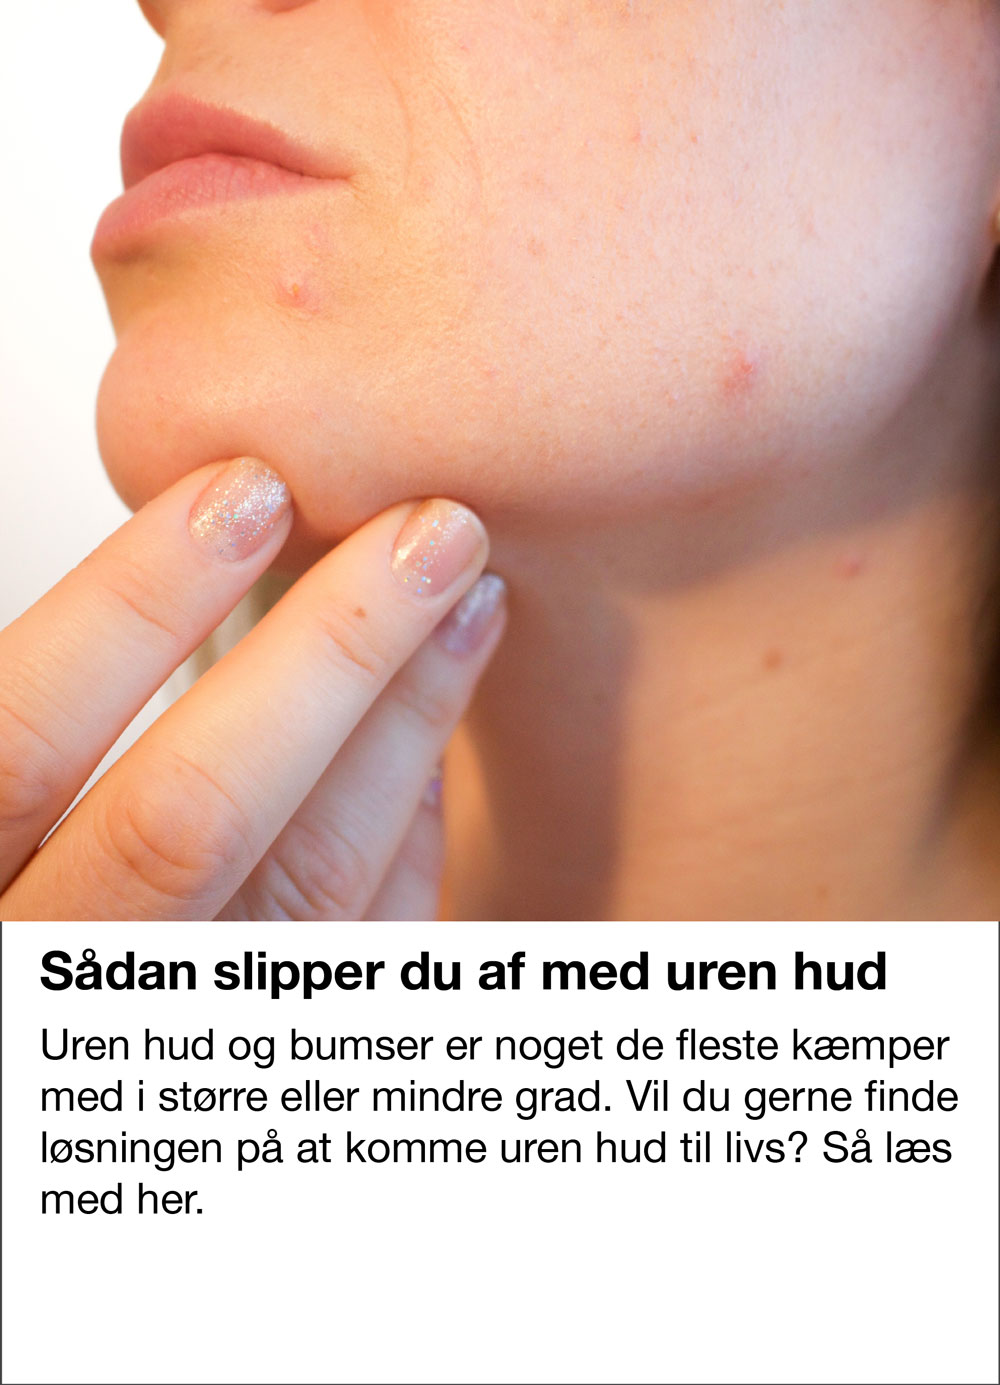 Sådan slipper du af med uren hud
Uren hud og bumser er noget de fleste kæmper
med i større eller mindre grad. Vil du gerne finde
løsningen på at komme uren hud til livs? Så læs
med her.